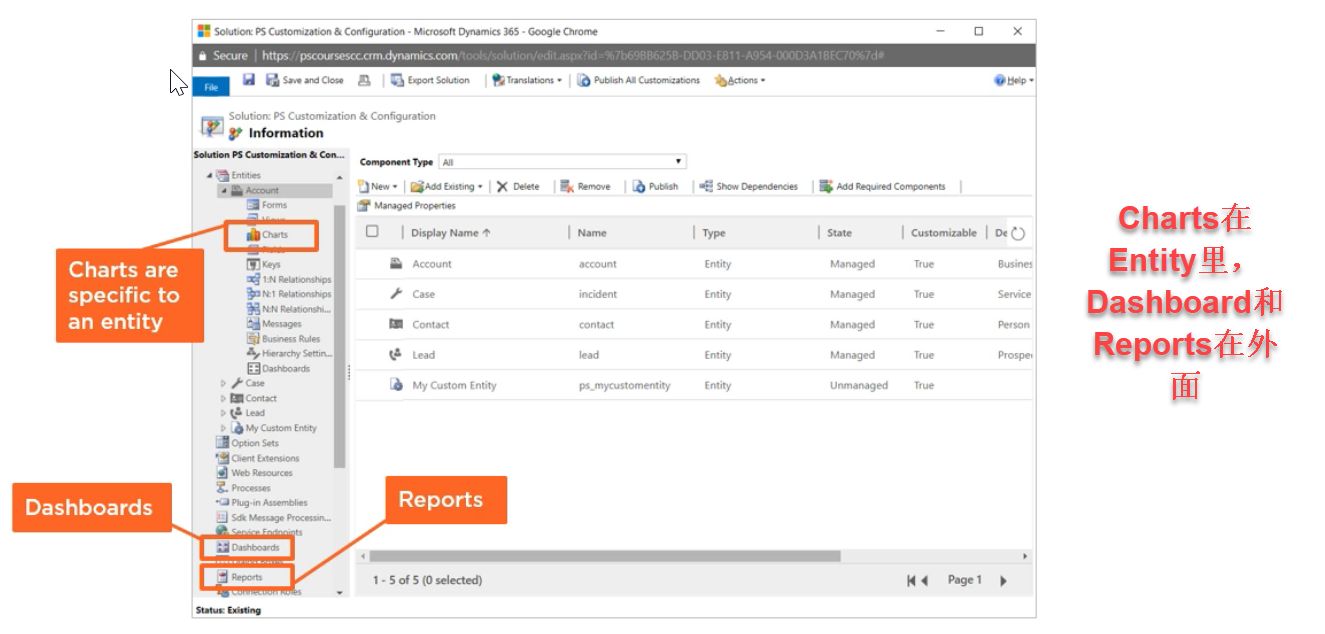 Solution: PS Customization & Configuration - Microsoft Dynamics 365 - Google Chrome
Secure | https://pscoursescc.crm.dynamics.com/tools/solution/edit.aspx?id=%7b69BB625B-DD03-E811-A954-000D3A1BEC70%7d#
File Save and Close Export Solution Translations Publish All Customizations Actions Help
Solution: PS Customization & Configuration
Information
Solution PS Customization & Con...
Entities
Account
Forms
Views
Charts
Fields
Keys
1:N Relationships
N:1 Relationships
N:N Relationshi...
Messages
Business Rules
Hierarchy Settin...
Dashboards
Case
Contact
Lead
My Custom Entity
Option Sets
Client Extensions
Web Resources
Processes
Plug-in Assemblies
Sdk Message Processin...
Service Endpoints
Dashboards
Reports
Connection Roles
Status: Existing
Component Type All
New Add Existing Delete Remove Publish Show Dependencies Add Required Components
Managed Properties
Display Name Name Type State Customizable De
Account account Entity Managed True Busines
Case incident Entity Managed True Service
Contact contact Entity Managed True Person
Lead lead Entity Managed True Prospe
My Custom Entity ps_mycustomentity Entity Unmanaged True
1 - 5 of 5 (0 selected) Page 1
Charts are
specific to
an entity
Dashboards
Reports
Charts在
Entity里，
Dashboard和
Reports在外
面